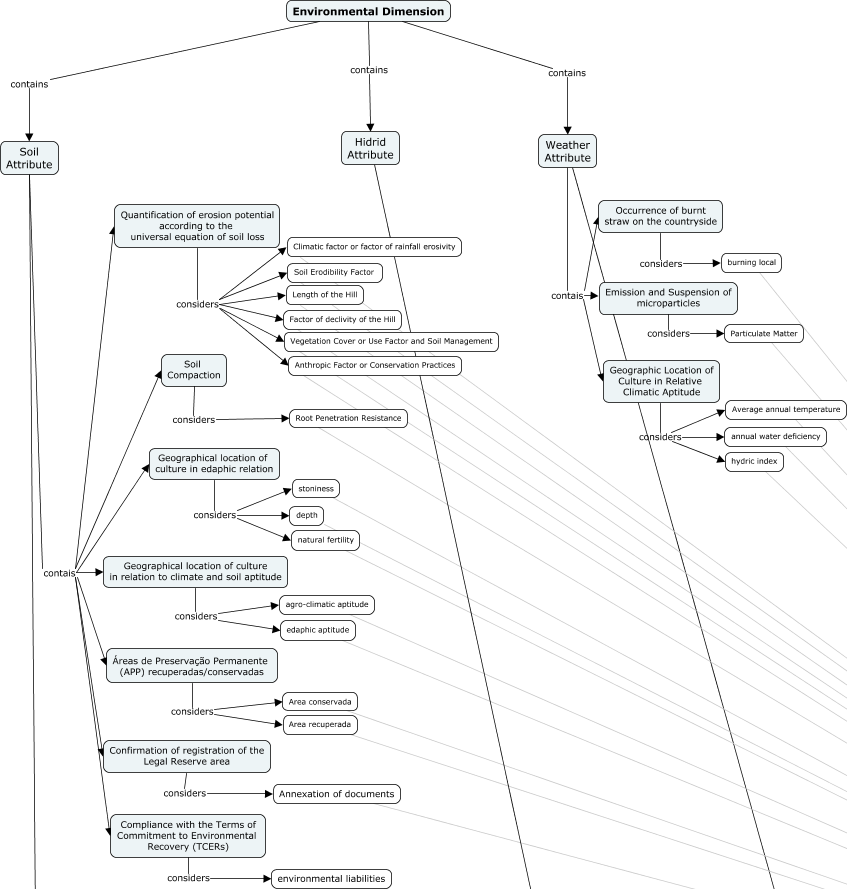 Environmental Dimension
contains
contains
contains
Soil
Attribute
Hidrid
Attribute
Weather
Attribute
Quantification of erosion potential
according to the
universal equation of soil loss
considers
Climatic factor or factor of rainfall erosivity
Soil Erodibility Factor
Length of the Hill
Factor of declivity of the Hill
Vegetation Cover or Use Factor and Soil Management
Anthropic Factor or Conservation Practices
Soil
Compaction
considers
Root Penetration Resistance
Geographical location of
culture in edaphic relation
considers
stoniness
depth
natural fertility
contais
Geographical location of culture
in relation to climate and soil aptitude
considers
agro-climatic aptitude
edaphic aptitude
Áreas de Preservação Permanente
(APP) recuperadas/conservadas
considers
Area conservada
Area recuperada
Confirmation of registration of the
Legal Reserve area
considers
Annexation of documents
Compliance with the Terms of
Commitment to Environmental
Recovery (TCERs)
considers
environmental liabilities
Occurrence of burnt
straw on the countryside
considers
burning local
contais
Emission and Suspension of
microparticles
considers
Particulate Matter
Geographic Location of
Culture in Relative
Climatic Aptitude
considers
Average annual temperature
annual water deficiency
hydric index